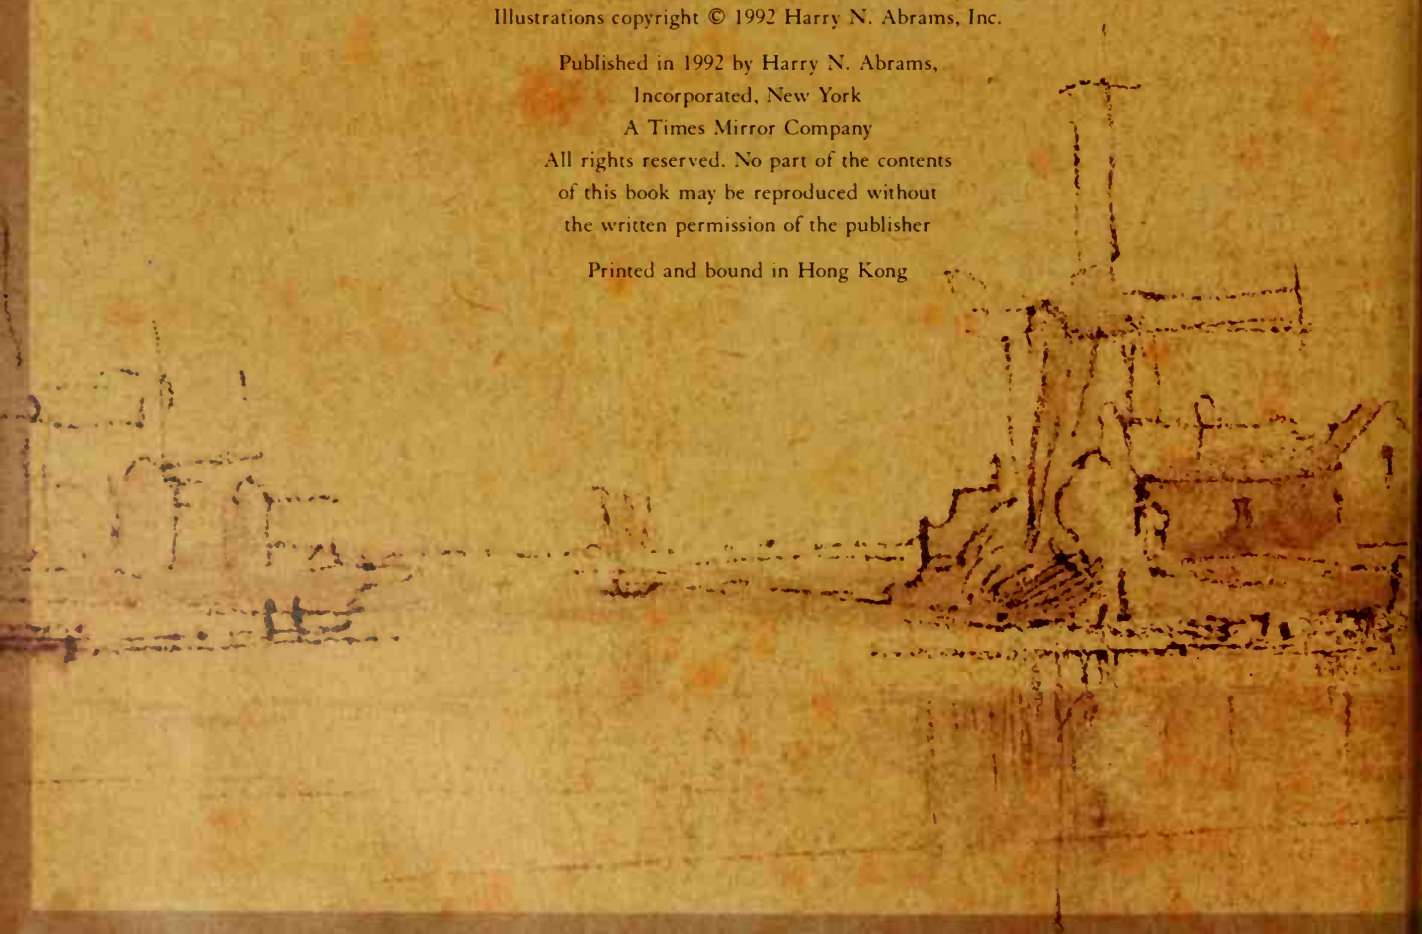 Illustrations copyright © 1992 Harry N. Abrams, Inc.
Published in 1992 by Harry N. Abrams,
Incorporated, New York
A Times Mirror Company
All rights reserved. No part of the contents
of this book may be reproduced without
the written permission of the publisher
Printed and bound in Hong Kong